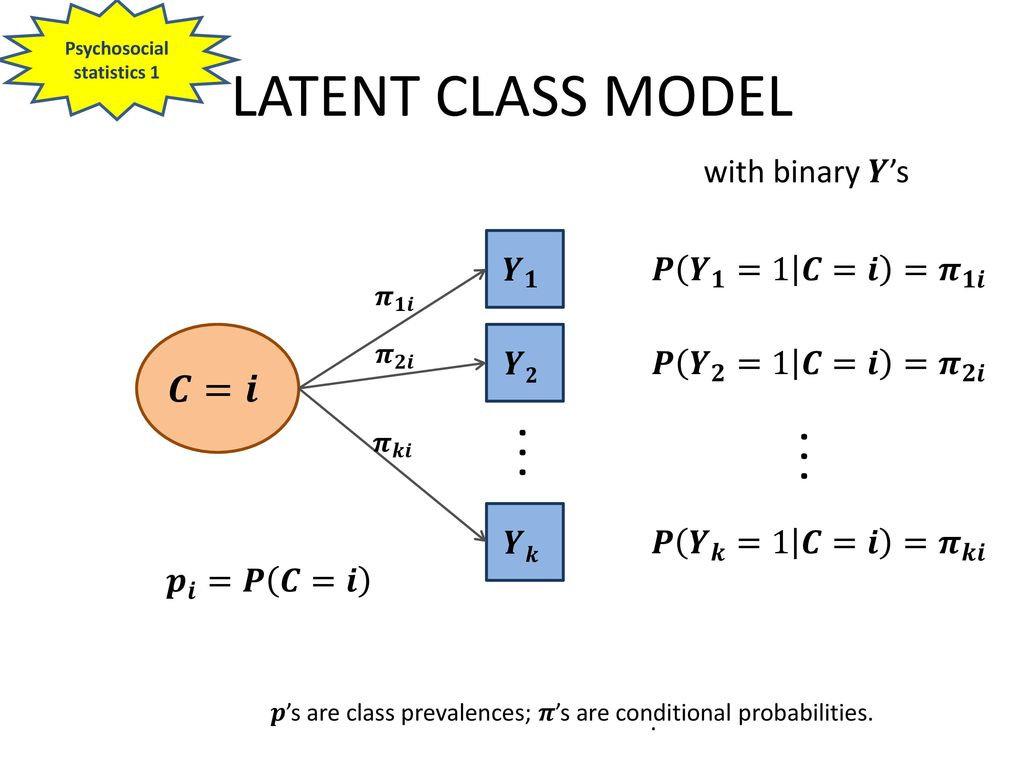 Psychosocial
statistics 1
LATENT CLASS MODEL
with binary 𝒀’s
𝒀₁
𝑷(𝒀₁ = 1|𝑪 = 𝒊) = 𝝅₁ᵢ
𝝅₁ᵢ
𝝅₂ᵢ
𝒀₂
𝑷(𝒀₂ = 1|𝑪 = 𝒊) = 𝝅₂ᵢ
𝑪 = 𝒊
𝝅ₖᵢ
⋮
⋮
𝒀ₖ
𝑷(𝒀ₖ = 1|𝑪 = 𝒊) = 𝝅ₖᵢ
𝒑ᵢ = 𝑷(𝑪 = 𝒊)
𝒑’s are class prevalences; 𝝅’s are conditional probabilities.
.